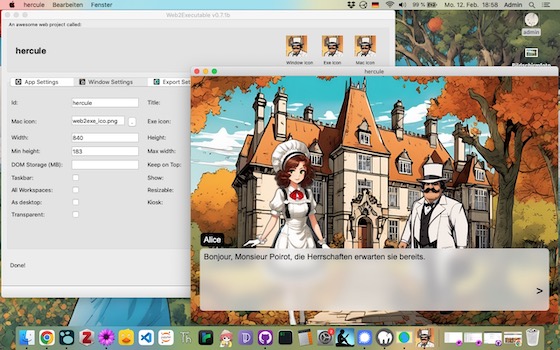 hercule Bearbeiten Fenster
99 % Mo. 12. Feb. 18:58 Admin
Web2Executable v0.7.1b
An awesome web project called:
hercule
Window icon Exe icon Mac icon
admin
App Settings Window Settings Export Set
hercule
Id: hercule Title:
Mac icon: web2exe_ico.png ... Exe icon:
Width: 840 Height:
Min height: 183 Max width:
DOM Storage (MB): Keep on Top:
Taskbar: Show:
All Workspaces: Resizable:
As desktop: Kiosk:
Transparent:
Alice
Bonjour, Monsieur Poirot, die Herrschaften erwarten sie bereits.
>
Done!